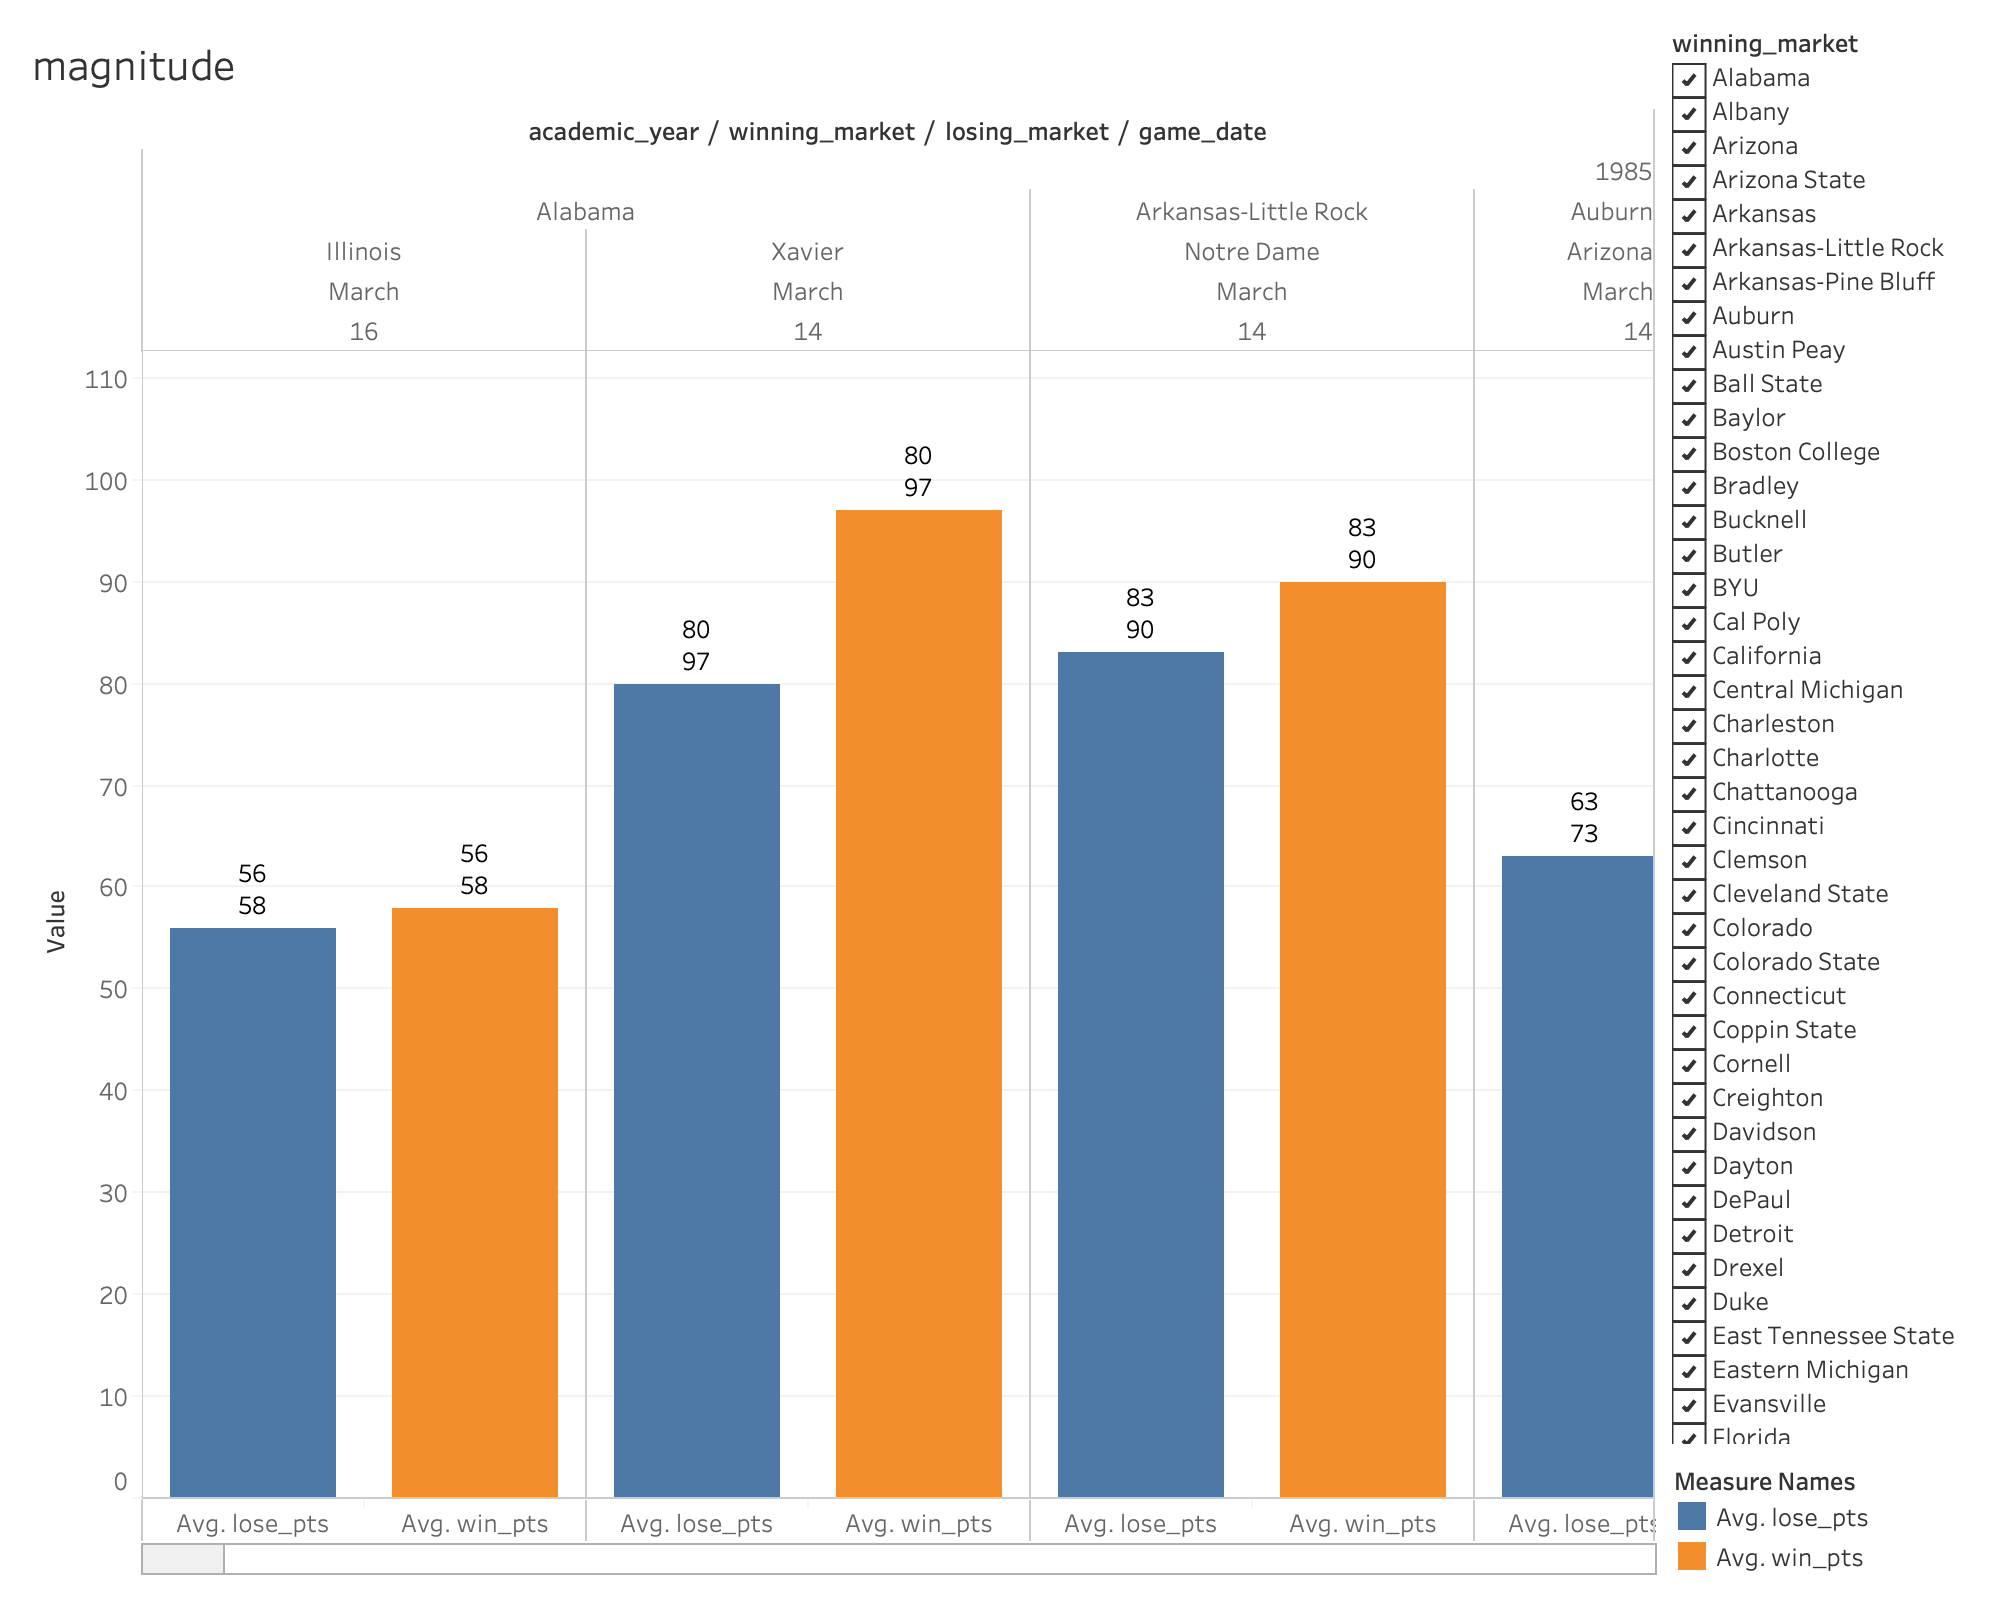 magnitude
academic_year / winning_market / losing_market / game_date
1985
Alabama
Arkansas-Little Rock
Auburn
Illinois
Xavier
Notre Dame
Arizona
March
March
March
March
16
14
14
14
110
100
90
80
70
60
50
40
30
20
10
0
Value
56
58
56
58
80
97
80
97
83
90
83
90
63
73
Avg. lose_pts
Avg. win_pts
Avg. lose_pts
Avg. win_pts
Avg. lose_pts
Avg. win_pts
Avg. lose_pts
winning_market
Alabama
Albany
Arizona
Arizona State
Arkansas
Arkansas-Little Rock
Arkansas-Pine Bluff
Auburn
Austin Peay
Ball State
Baylor
Boston College
Bradley
Bucknell
Butler
BYU
Cal Poly
California
Central Michigan
Charleston
Charlotte
Chattanooga
Cincinnati
Clemson
Cleveland State
Colorado
Colorado State
Connecticut
Coppin State
Cornell
Creighton
Davidson
Dayton
DePaul
Detroit
Drexel
Duke
East Tennessee State
Eastern Michigan
Evansville
Florida
Measure Names
Avg. lose_pts
Avg. win_pts